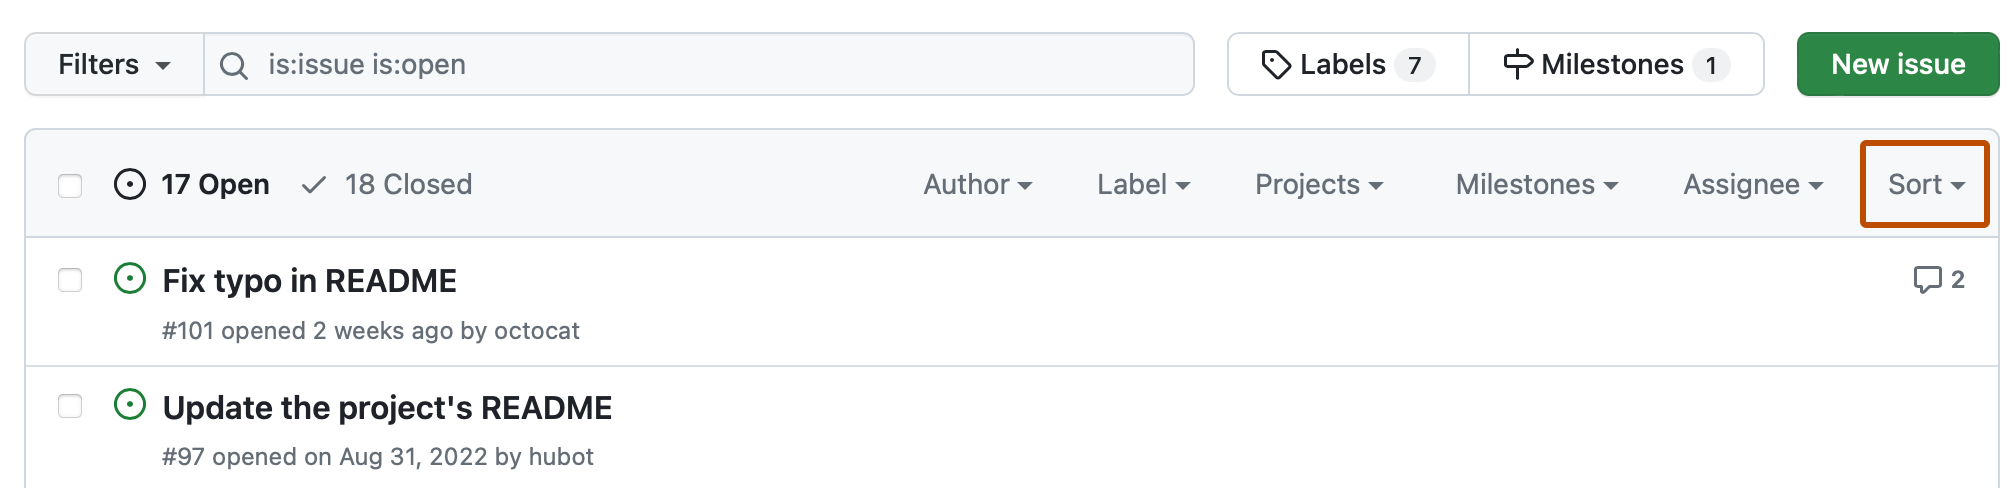 Filters is:issue is:open Labels 7 Milestones 1 New issue
17 Open 18 Closed Author Label Projects Milestones Assignee Sort
Fix typo in README 2
#101 opened 2 weeks ago by octocat
Update the project's README
#97 opened on Aug 31, 2022 by hubot